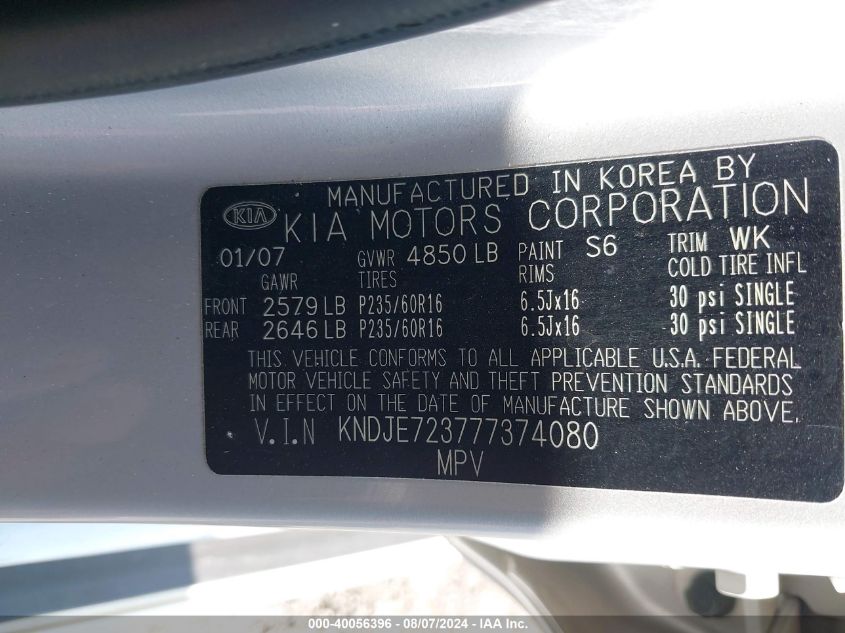 MANUFACTURED IN KOREA BY
KIA KIA MOTORS CORPORATION
01/07 GVWR 4850 LB PAINT S6 TRIM WK
GAWR TIRES RIMS COLD TIRE INFL
FRONT 2579 LB P235/60R16 6.5Jx16 30 psi SINGLE
REAR 2646 LB P235/60R16 6.5Jx16 30 psi SINGLE
THIS VEHICLE CONFORMS TO ALL APPLICABLE U.S.A. FEDERAL
MOTOR VEHICLE SAFETY AND THEFT PREVENTION STANDARDS
IN EFFECT ON THE DATE OF MANUFACTURE SHOWN ABOVE.
V.I.N KNDJE723777374080
MPV
000-40056396 - 08/07/2024 - IAA Inc.